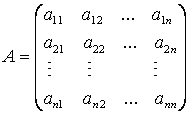 a₁₁ a₁₂ … a₁ₙ
a₂₁ a₂₂ … a₂ₙ
A = ⋮ ⋮ ⋮
aₙ₁ aₙ₂ … aₙₙ